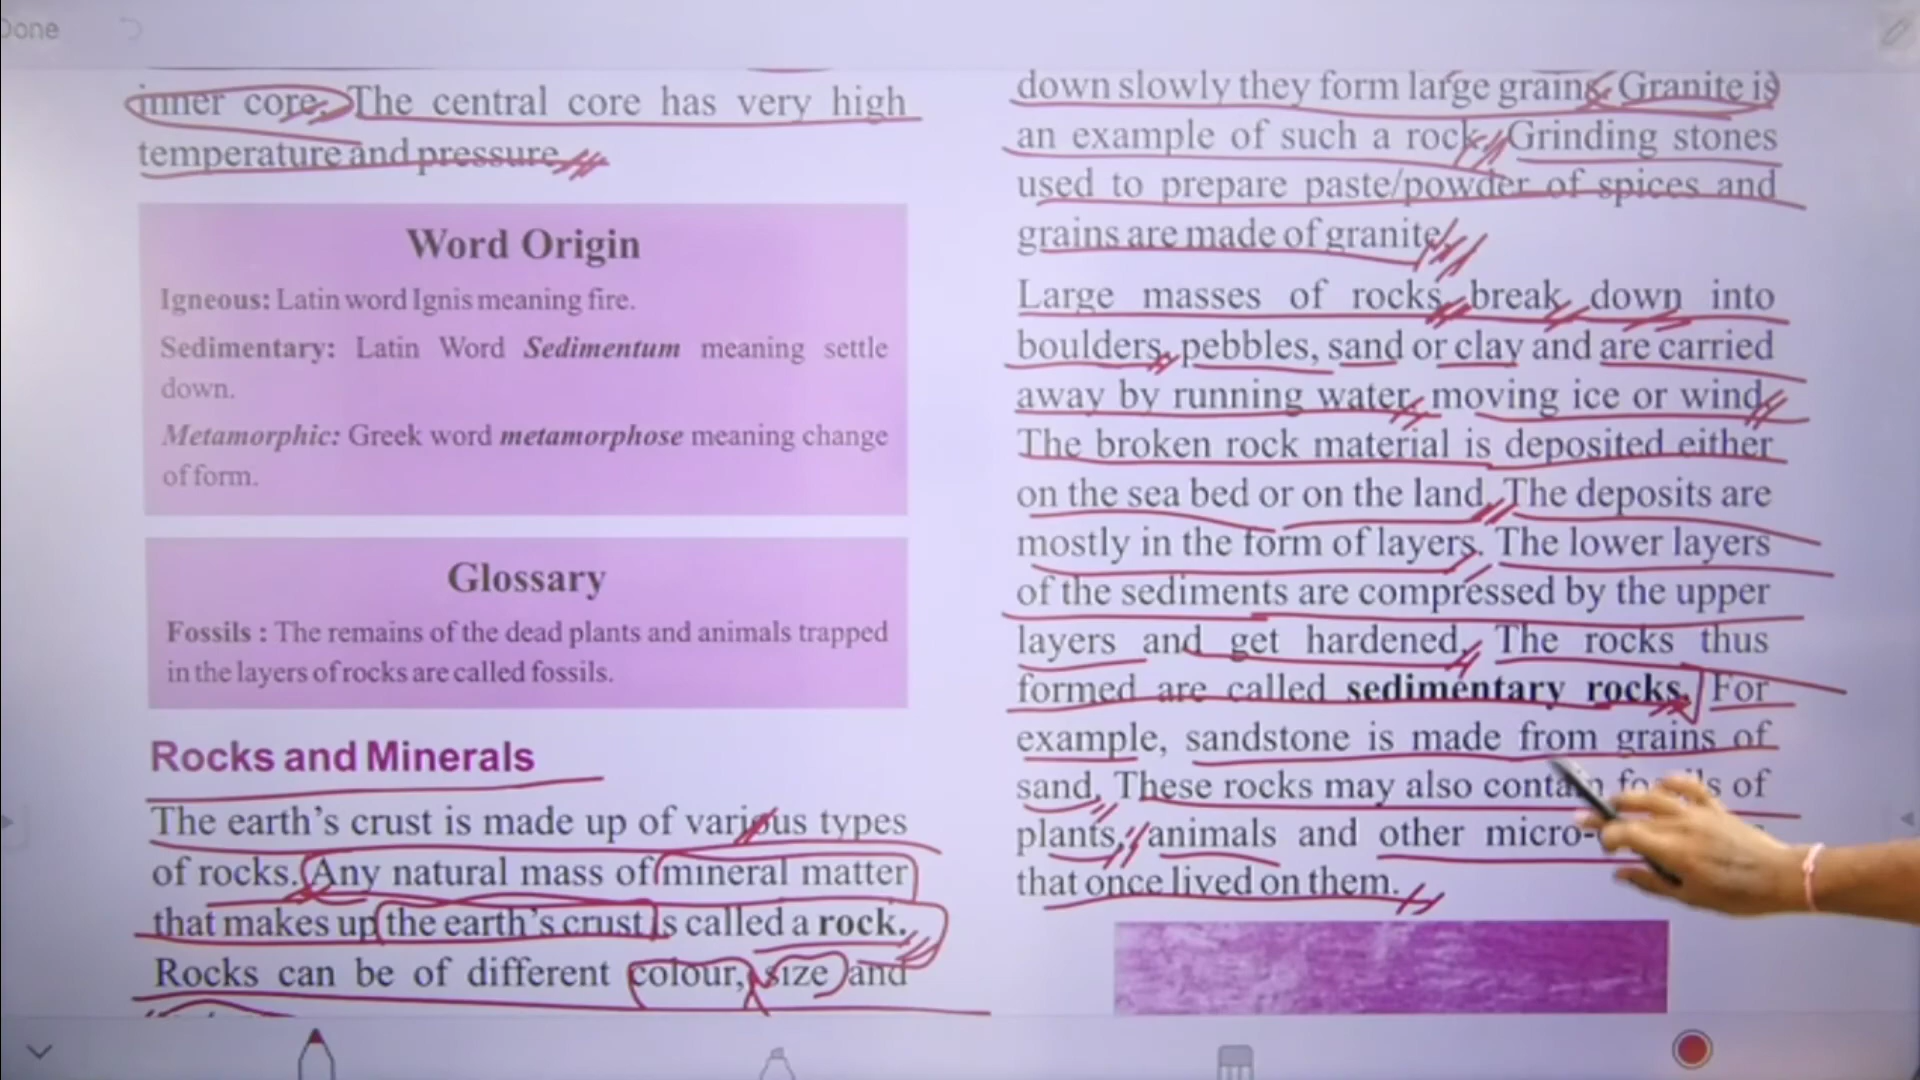 Done
inner core. The central core has very high
temperature and pressure.
Word Origin
Igneous: Latin word Ignis meaning fire.
Sedimentary: Latin Word Sedimentum meaning settle
down.
Metamorphic: Greek word metamorphose meaning change
of form.
Glossary
Fossils : The remains of the dead plants and animals trapped
in the layers of rocks are called fossils.
Rocks and Minerals
The earth's crust is made up of various types
of rocks. Any natural mass of mineral matter
that makes up the earth's crust is called a rock.
Rocks can be of different colour, size and
down slowly they form large grains. Granite is
an example of such a rock. Grinding stones
used to prepare paste/powder of spices and
grains are made of granite.
Large masses of rocks break down into
boulders, pebbles, sand or clay and are carried
away by running water, moving ice or wind.
The broken rock material is deposited either
on the sea bed or on the land. The deposits are
mostly in the form of layers. The lower layers
of the sediments are compressed by the upper
layers and get hardened. The rocks thus
formed are called sedimentary rocks. For
example, sandstone is made from grains of
sand. These rocks may also contain fossils of
plants, animals and other micro-
that once lived on them.